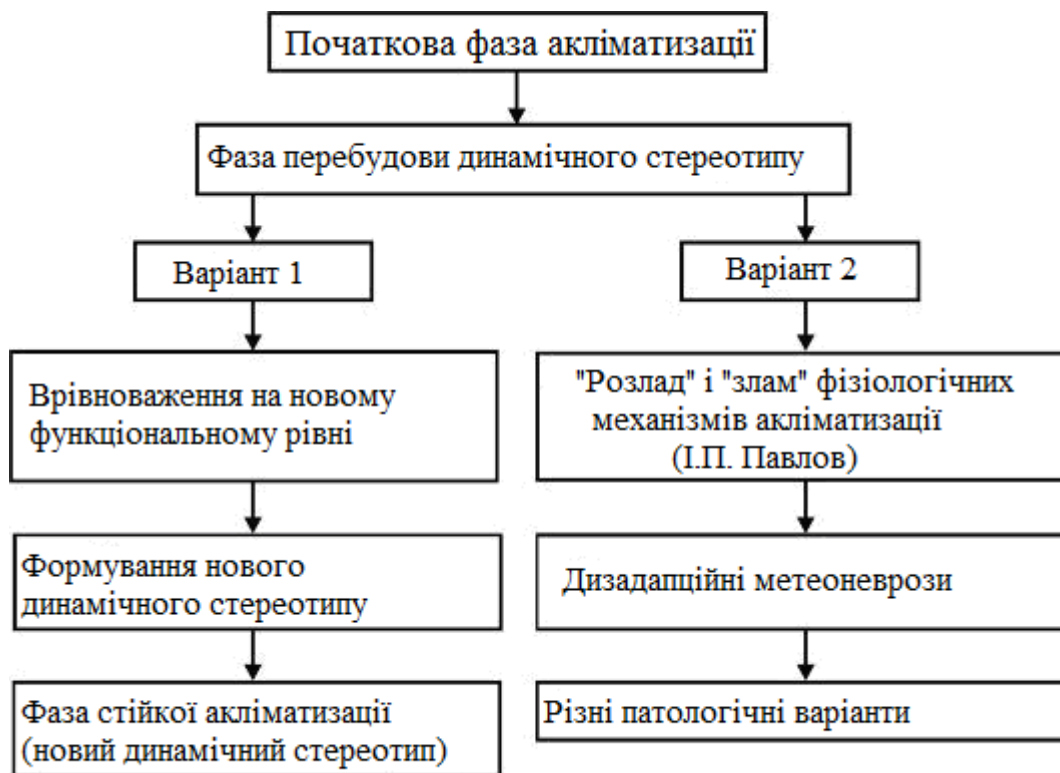 Початкова фаза акліматизації
Фаза перебудови динамічного стереотипу
Варіант 1
Варіант 2
Врівноваження на новому
функціональному рівні
"Розлад" і "злам" фізіологічних
механізмів акліматизації
(І.П. Павлов)
Формування нового
динамічного стереотипу
Дизадапційні метеоневрози
Фаза стійкої акліматизації
(новий динамічний стереотип)
Різні патологічні варіанти